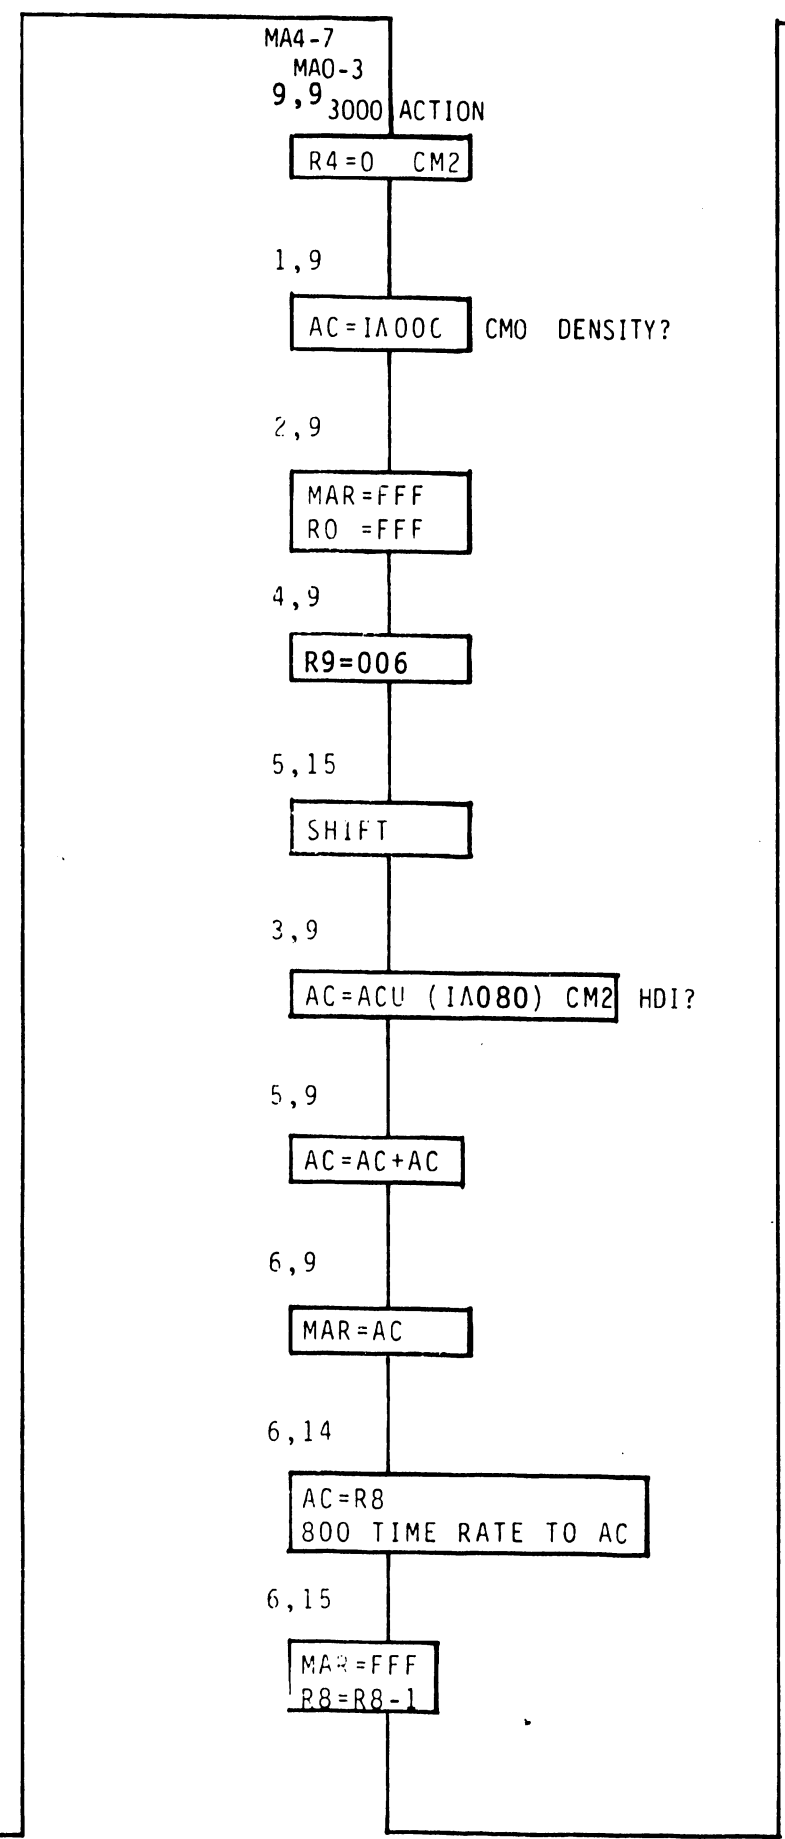 MA4-7
MA0-3
9,9 3000 ACTION
R4=0 CM2
1,9
AC=IΛ00C CM0 DENSITY?
2,9
MAR=FFF
R0 =FFF
4,9
R9=006
5,15
SHIFT
3,9
AC=ACU (IΛ080) CM2 HDI?
5,9
AC=AC+AC
6,9
MAR=AC
6,14
AC=R8
800 TIME RATE TO AC
6,15
MAR=FFF
R8=R8-1